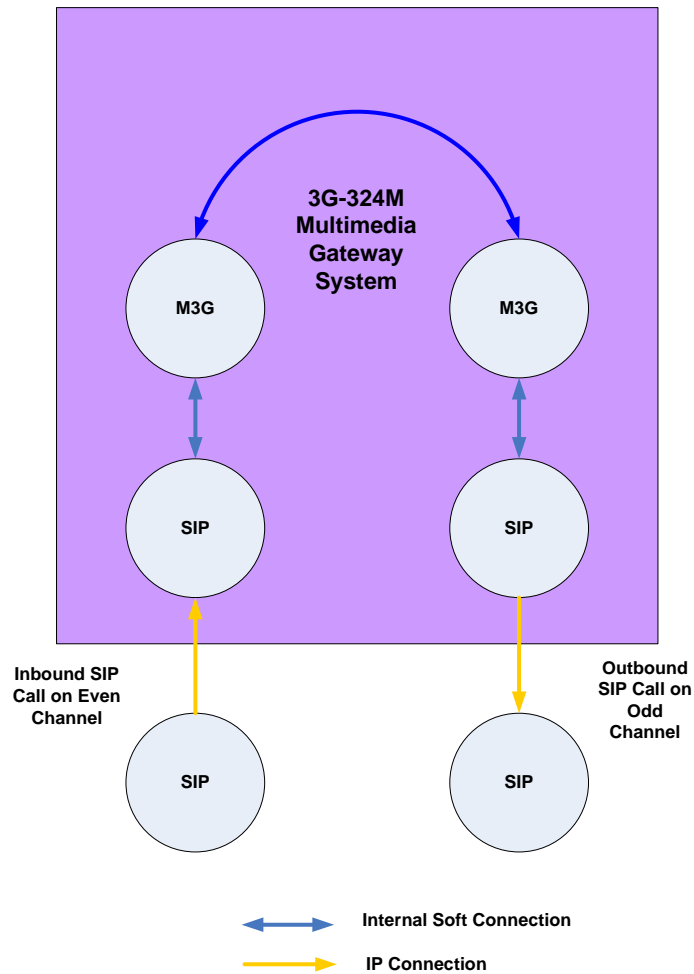 3G-324M
Multimedia
Gateway
System
M3G
M3G
SIP
SIP
Inbound SIP
Call on Even
Channel
Outbound
SIP Call on
Odd
Channel
SIP
SIP
Internal Soft Connection
IP Connection